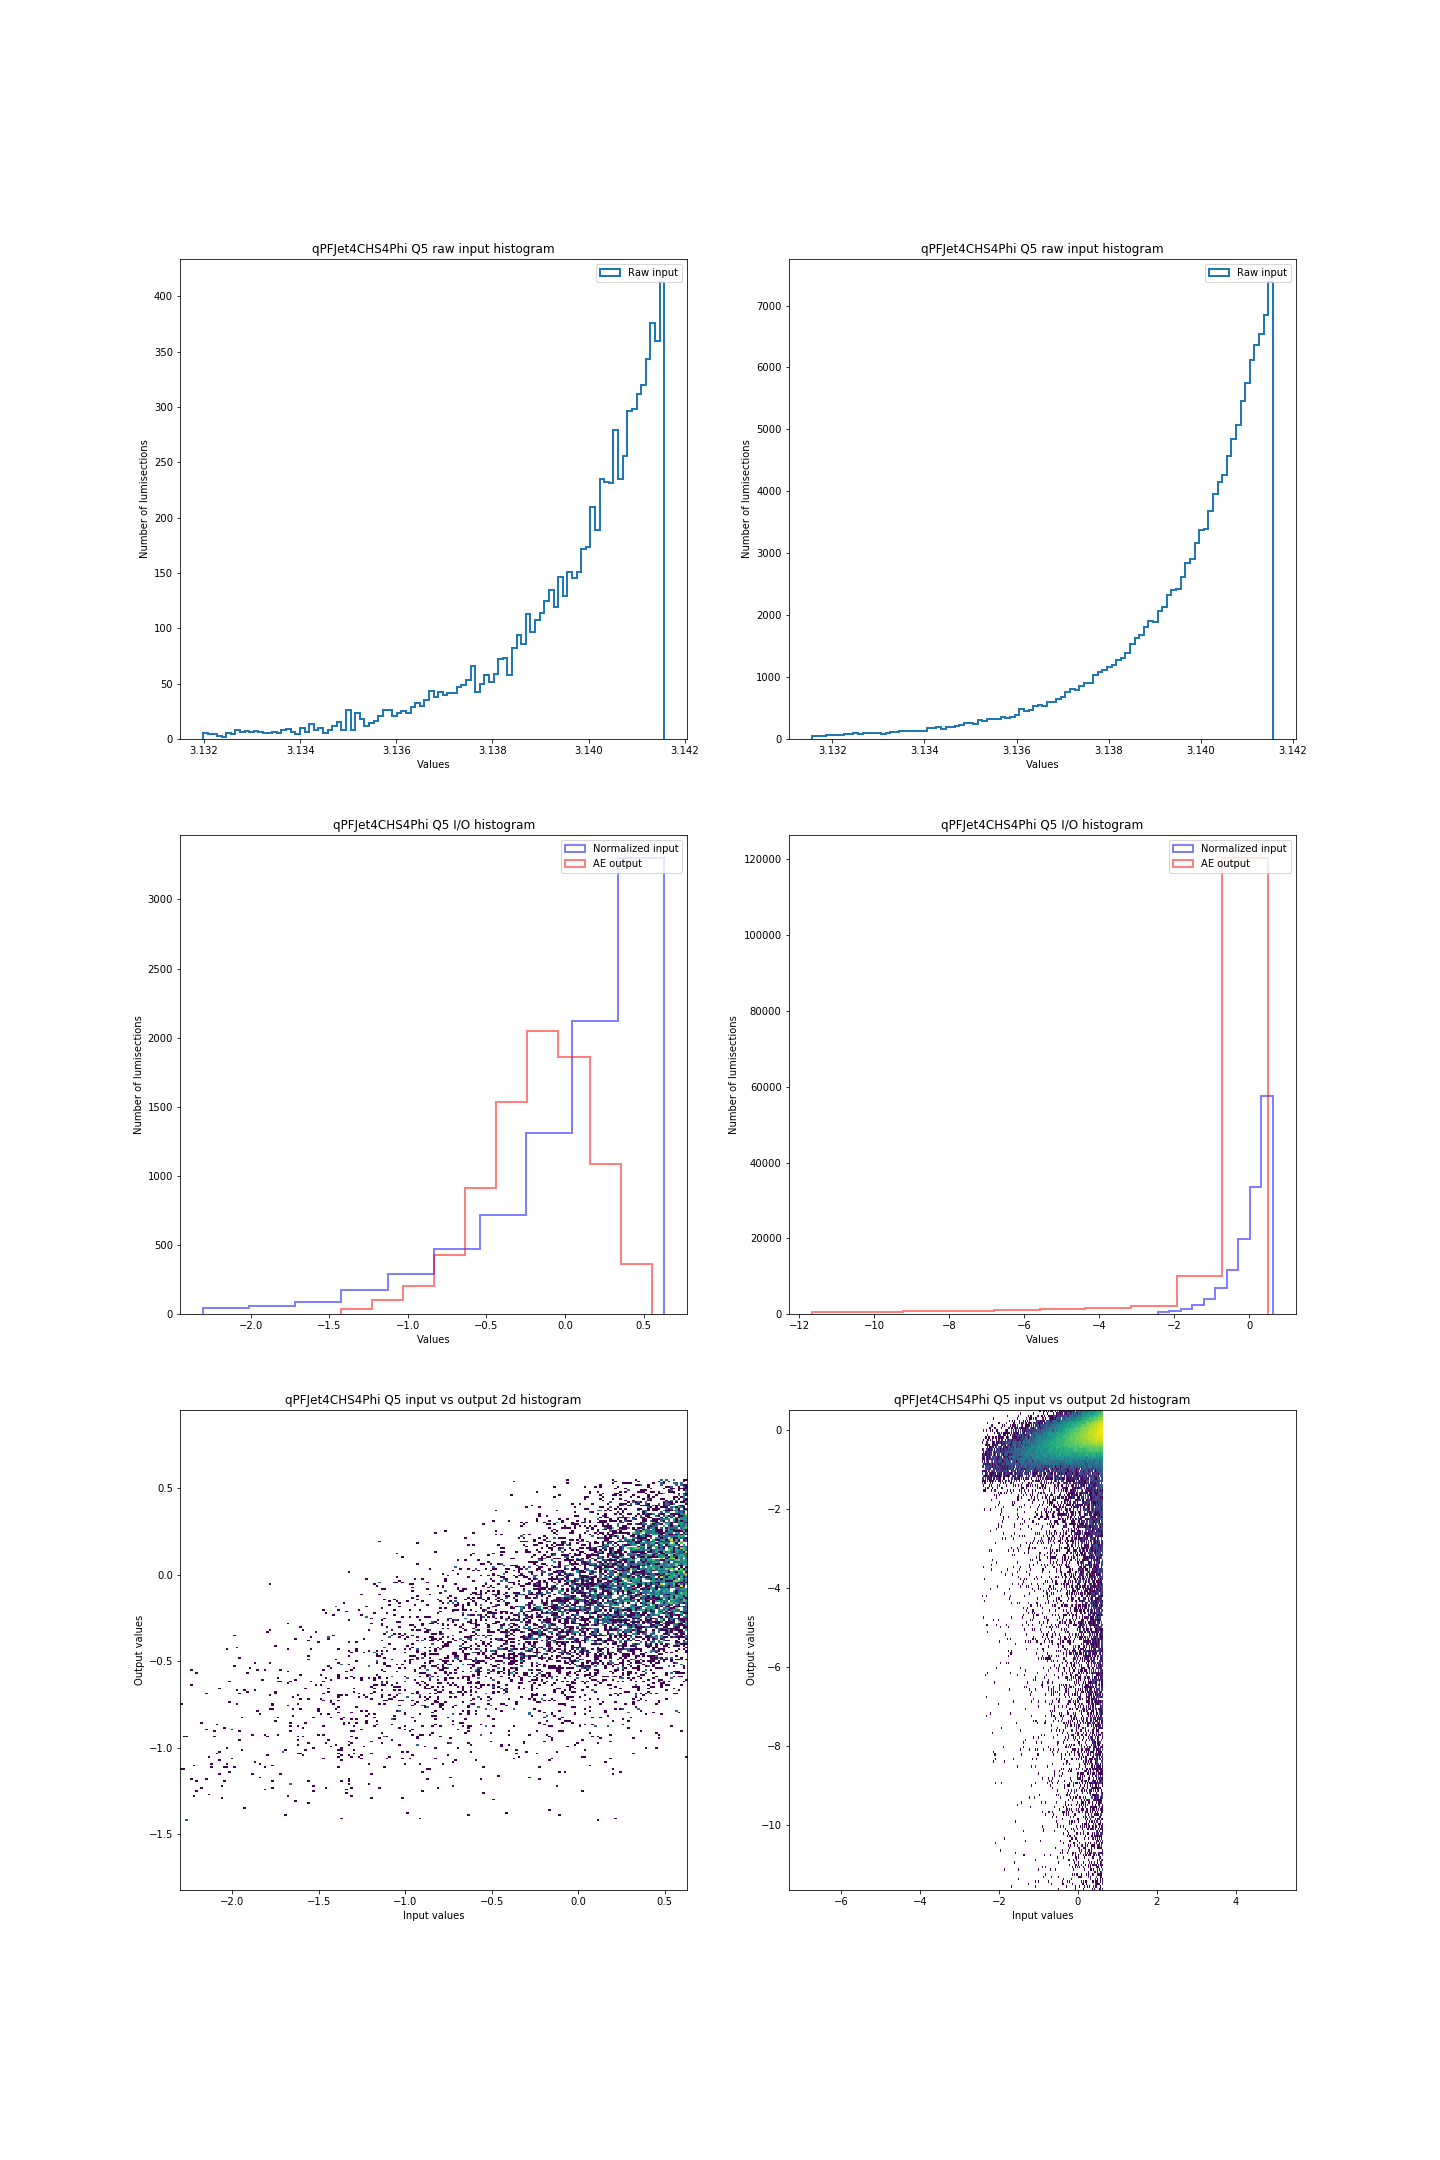 qPFJet4CHS4Phi Q5 raw input histogram
Raw input
Number of lumisections
400
350
300
250
200
150
100
50
0
3.132 3.134 3.136 3.138 3.140 3.142
Values
qPFJet4CHS4Phi Q5 raw input histogram
Raw input
Number of lumisections
7000
6000
5000
4000
3000
2000
1000
0
3.132 3.134 3.136 3.138 3.140 3.142
Values
qPFJet4CHS4Phi Q5 I/O histogram
Normalized input
AE output
Number of lumisections
3000
2500
2000
1500
1000
500
0
−2.0 −1.5 −1.0 −0.5 0.0 0.5
Values
qPFJet4CHS4Phi Q5 I/O histogram
Normalized input
AE output
Number of lumisections
120000
100000
80000
60000
40000
20000
0
−12 −10 −8 −6 −4 −2 0
Values
qPFJet4CHS4Phi Q5 input vs output 2d histogram
Output values
0.5
0.0
−0.5
−1.0
−1.5
−2.0 −1.5 −1.0 −0.5 0.0 0.5
Input values
qPFJet4CHS4Phi Q5 input vs output 2d histogram
Output values
0
−2
−4
−6
−8
−10
−6 −4 −2 0 2 4
Input values